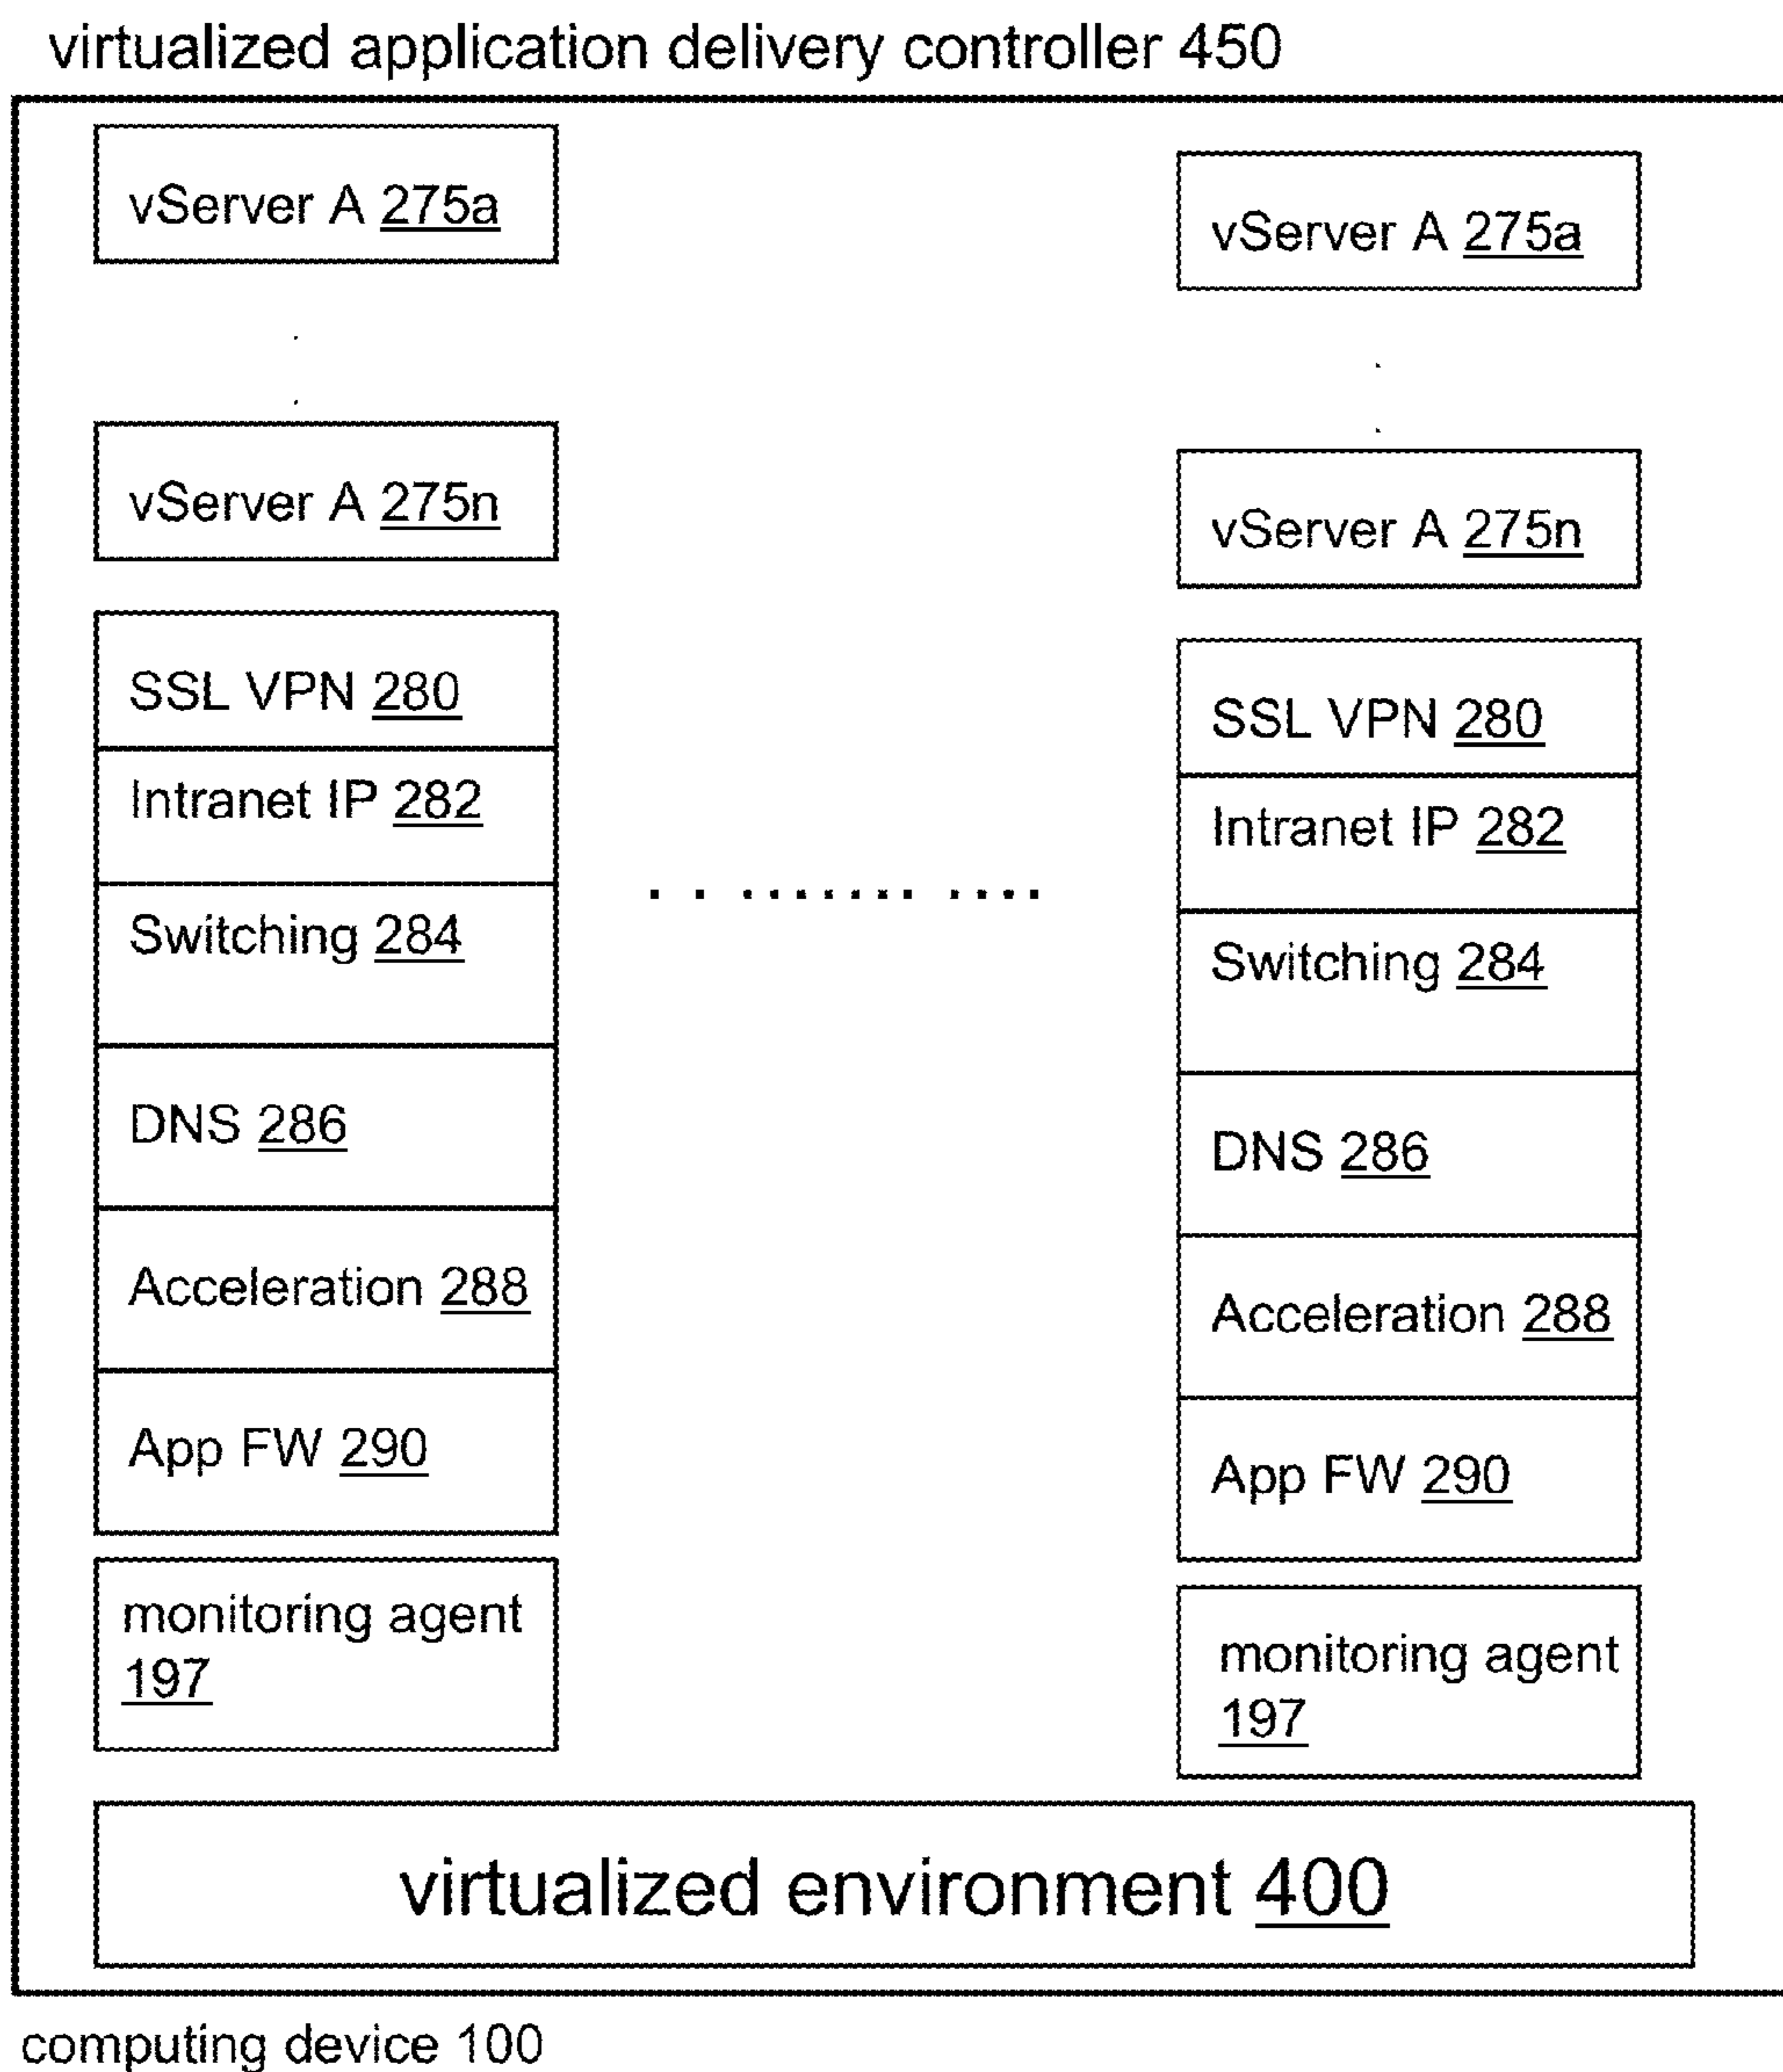 virtualized application delivery controller 450
vServer A 275a
vServer A 275n
SSL VPN 280
Intranet IP 282
Switching 284
DNS 286
Acceleration 288
App FW 290
monitoring agent
197
vServer A 275a
vServer A 275n
SSL VPN 280
Intranet IP 282
Switching 284
DNS 286
Acceleration 288
App FW 290
monitoring agent
197
virtualized environment 400
computing device 100